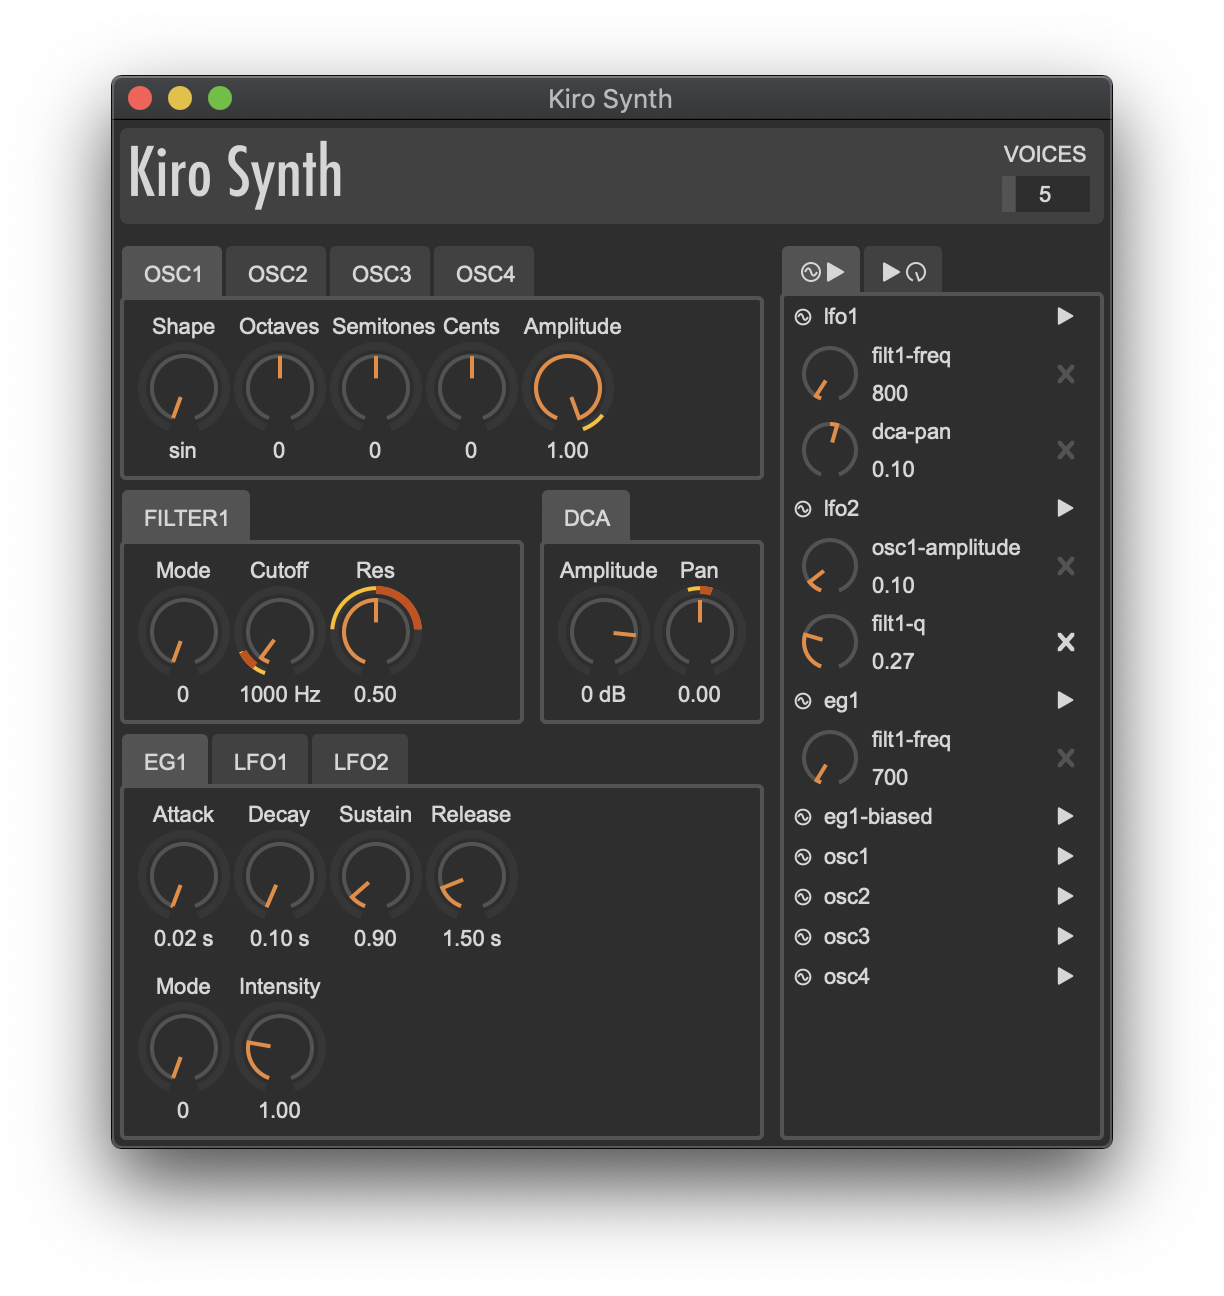 Kiro Synth
Kiro Synth
VOICES
5
OSC1 OSC2 OSC3 OSC4
Shape Octaves Semitones Cents Amplitude
sin 0 0 0 1.00
FILTER1
Mode Cutoff Res
0 1000 Hz 0.50
DCA
Amplitude Pan
0 dB 0.00
EG1 LFO1 LFO2
Attack Decay Sustain Release
0.02 s 0.10 s 0.90 1.50 s
Mode Intensity
0 1.00
lfo1
filt1-freq
800
dca-pan
0.10
lfo2
osc1-amplitude
0.10
filt1-q
0.27
eg1
filt1-freq
700
eg1-biased
osc1
osc2
osc3
osc4